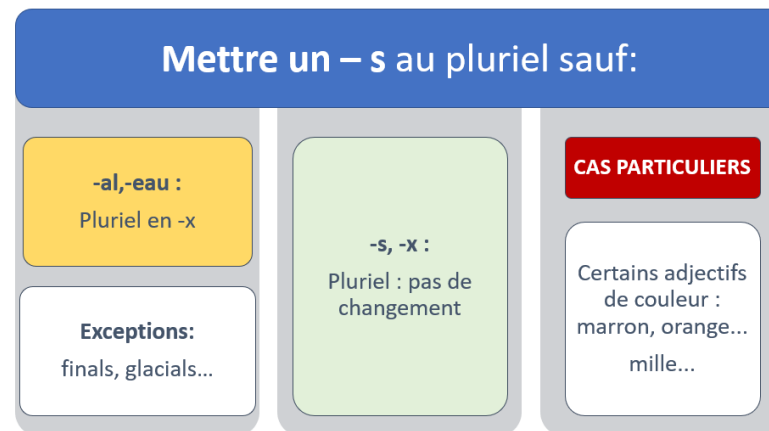 Mettre un – s au pluriel sauf:
-al,-eau :
Pluriel en -x
Exceptions:
finals, glacials...
-s, -x :
Pluriel : pas de
changement
CAS PARTICULIERS
Certains adjectifs
de couleur :
marron, orange...
mille...